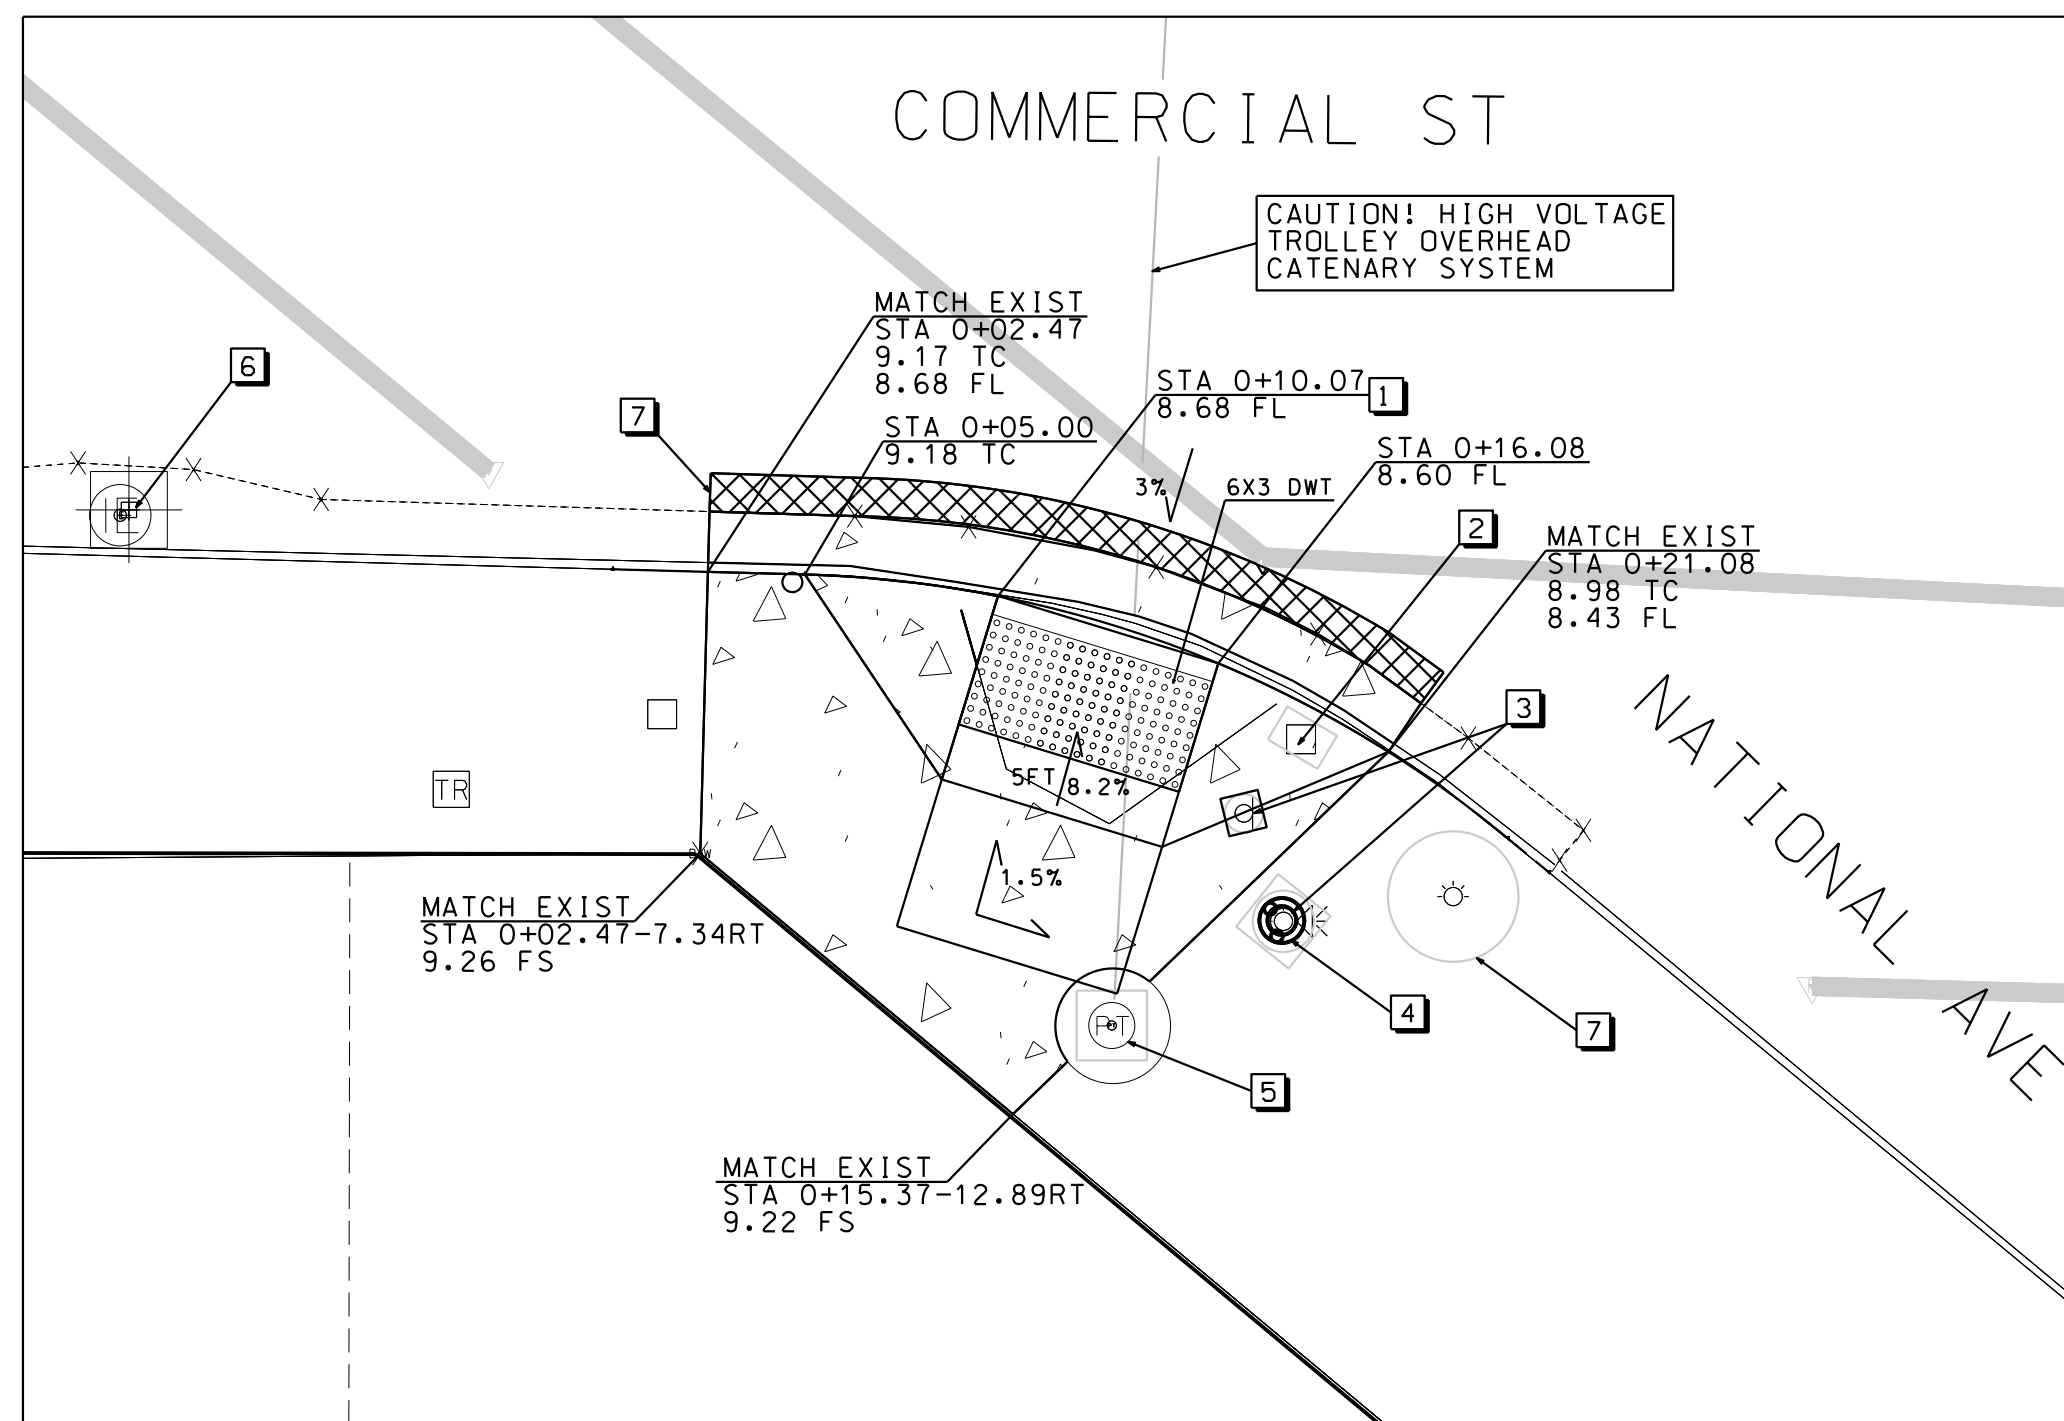 COMMERCIAL ST
CAUTION! HIGH VOLTAGE
TROLLEY OVERHEAD
CATENARY SYSTEM
MATCH EXIST
STA 0+02.47
9.17 TC
8.68 FL
6
STA 0+10.07
8.68 FL
1
7
STA 0+05.00
9.18 TC
STA 0+16.08
8.60 FL
3%
6X3 DWT
2
MATCH EXIST
STA 0+21.08
8.98 TC
8.43 FL
3
NATIONAL AVE
TR
5FT
8.2%
1.5%
MATCH EXIST
STA 0+02.47-7.34RT
9.26 FS
4
7
5
MATCH EXIST
STA 0+15.37-12.89RT
9.22 FS